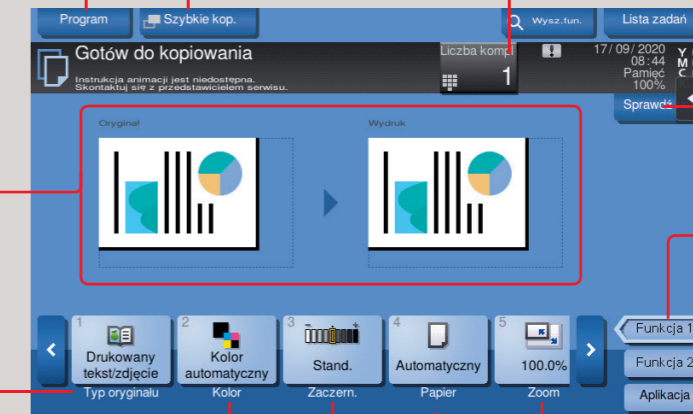 Program
Szybkie kop.
Wysz.fun.
Lista zadań
Gotów do kopiowania
Liczba kompl
1
17/09/2020
08:44
Pamięć
100%
Y
M
C
Instrukcja animacji jest niedostępna.
Skontaktuj się z przedstawicielem serwisu.
Sprawdź
Oryginał
Wydruk
1
Drukowany
tekst/zdjęcie
Typ oryginału
2
Kolor
automatyczny
Kolor
3
Stand.
Zaczern.
4
Automatyczny
Papier
5
100.0%
Zoom
Funkcja 1
Funkcja 2
Aplikacja